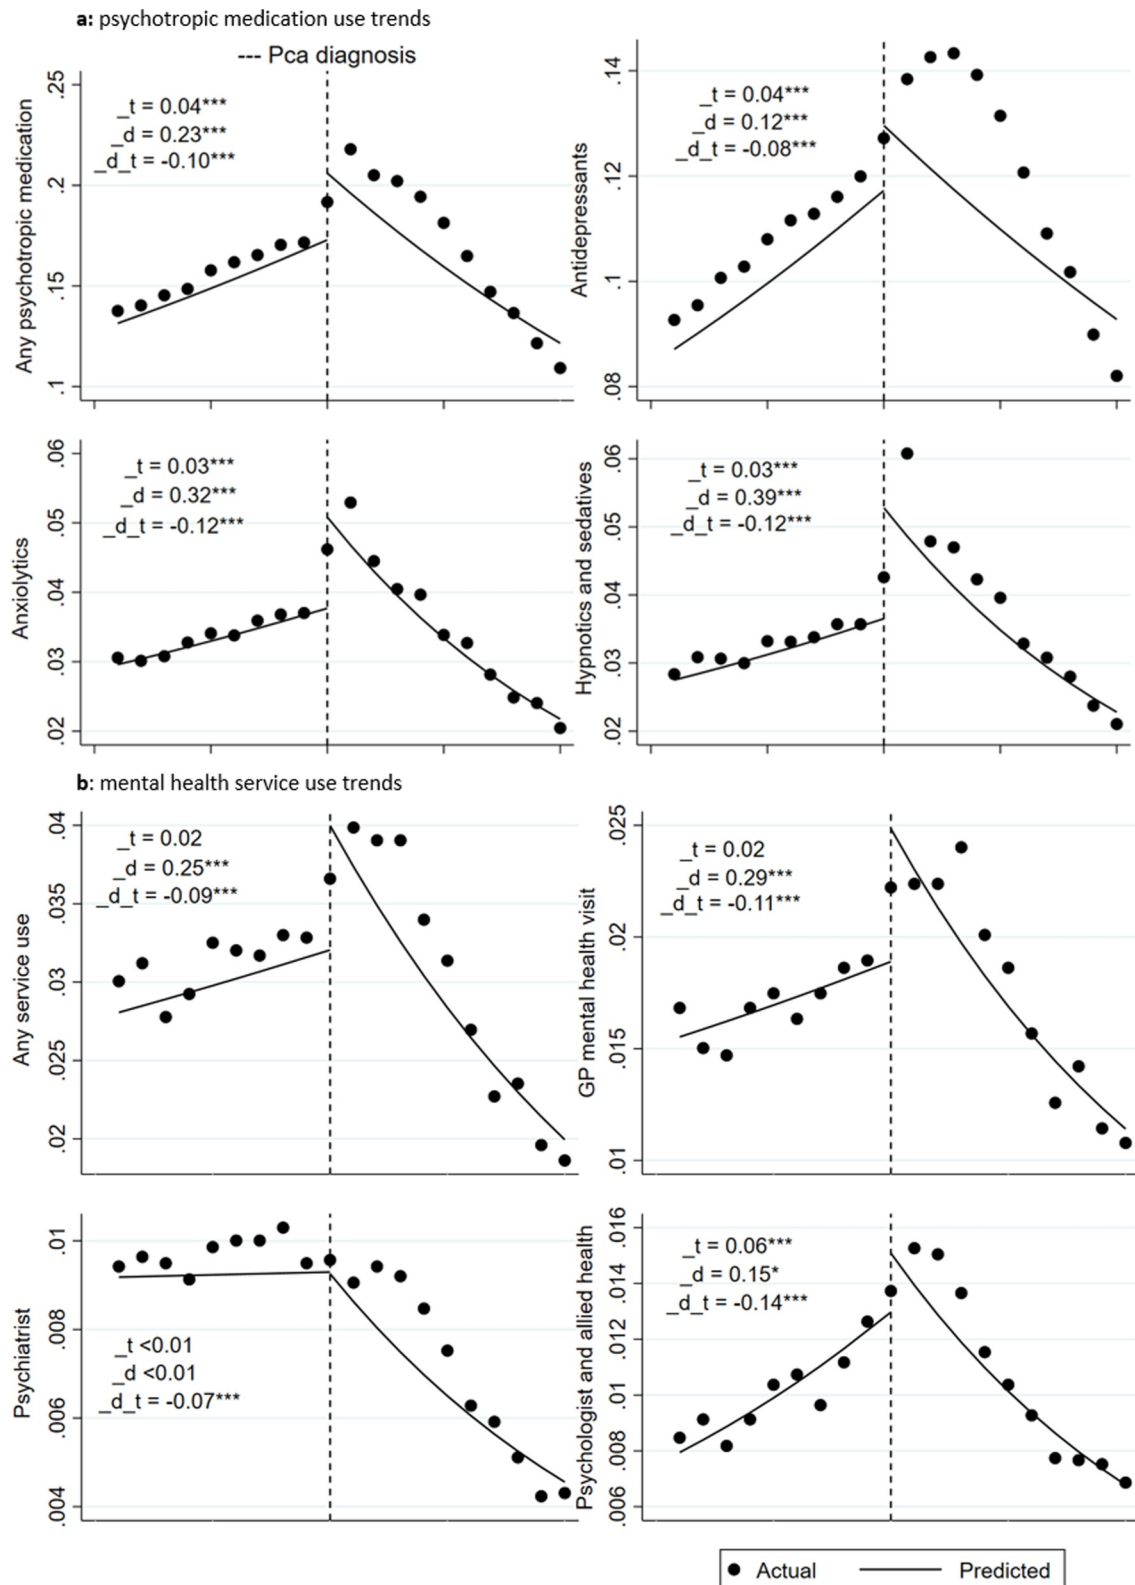 a: psychotropic medication use trends
--- Pca diagnosis
Any psychotropic medication
.25
.2
.15
.1
_t = 0.04***
_d = 0.23***
_d_t = -0.10***
Antidepressants
.14
.12
.1
.08
_t = 0.04***
_d = 0.12***
_d_t = -0.08***
Anxiolytics
.06
.05
.04
.03
.02
_t = 0.03***
_d = 0.32***
_d_t = -0.12***
Hypnotics and sedatives
.06
.05
.04
.03
.02
_t = 0.03***
_d = 0.39***
_d_t = -0.12***
b: mental health service use trends
Any service use
.04
.035
.03
.025
.02
_t = 0.02
_d = 0.25***
_d_t = -0.09***
GP mental health visit
.025
.02
.015
.01
_t = 0.02
_d = 0.29***
_d_t = -0.11***
Psychiatrist
.01
.008
.006
.004
_t <0.01
_d <0.01
_d_t = -0.07***
Psychologist and allied health
.016
.014
.012
.01
.008
.006
_t = 0.06***
_d = 0.15*
_d_t = -0.14***
Actual
Predicted